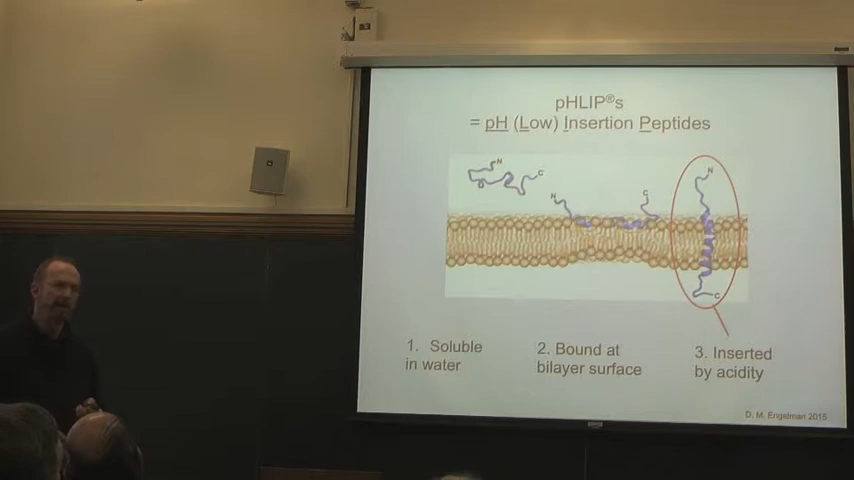 pHLIP®s
= pH (Low) Insertion Peptides
N
C
N
C
N
C
1. Soluble
in water
2. Bound at
bilayer surface
3. Inserted
by acidity
D. M. Engelman 2015